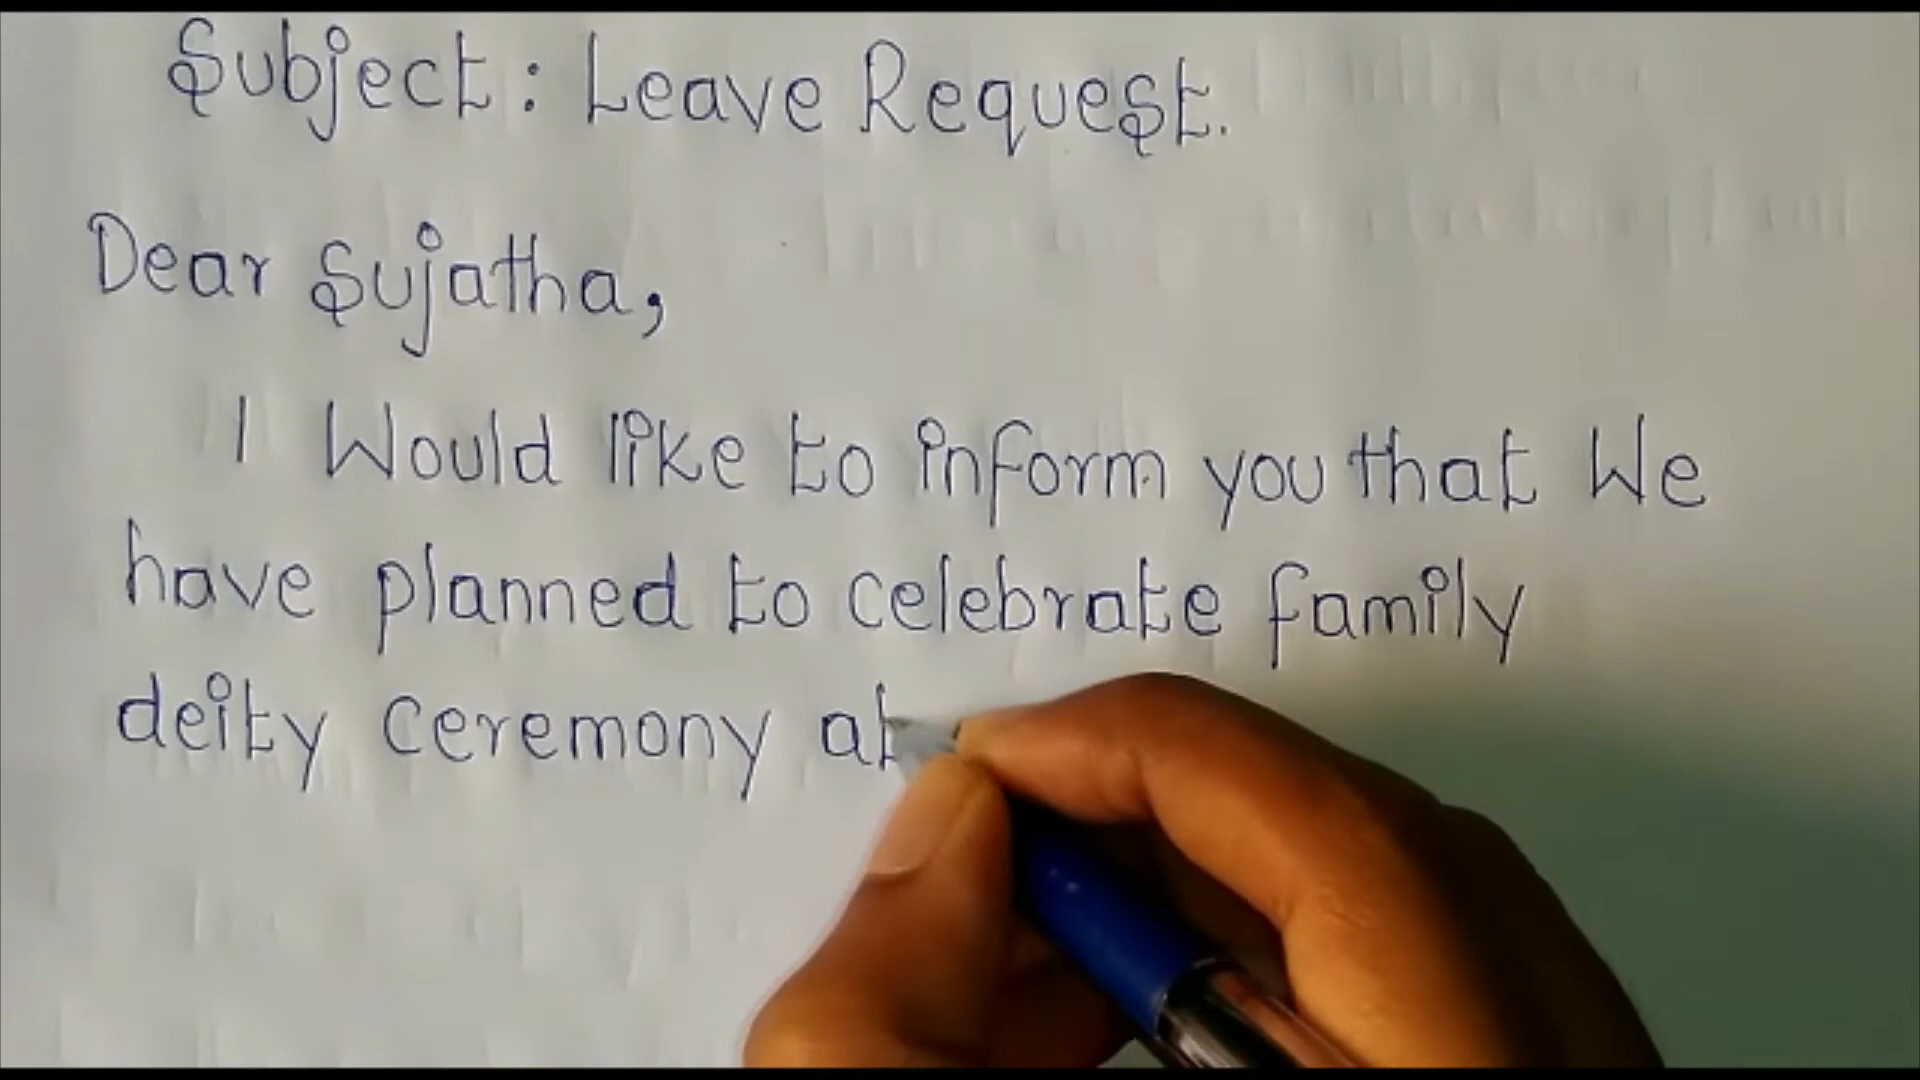 Subject: Leave Request.
Dear Sujatha,
I Would like to inform you that We
have planned to celebrate family
deity ceremony at